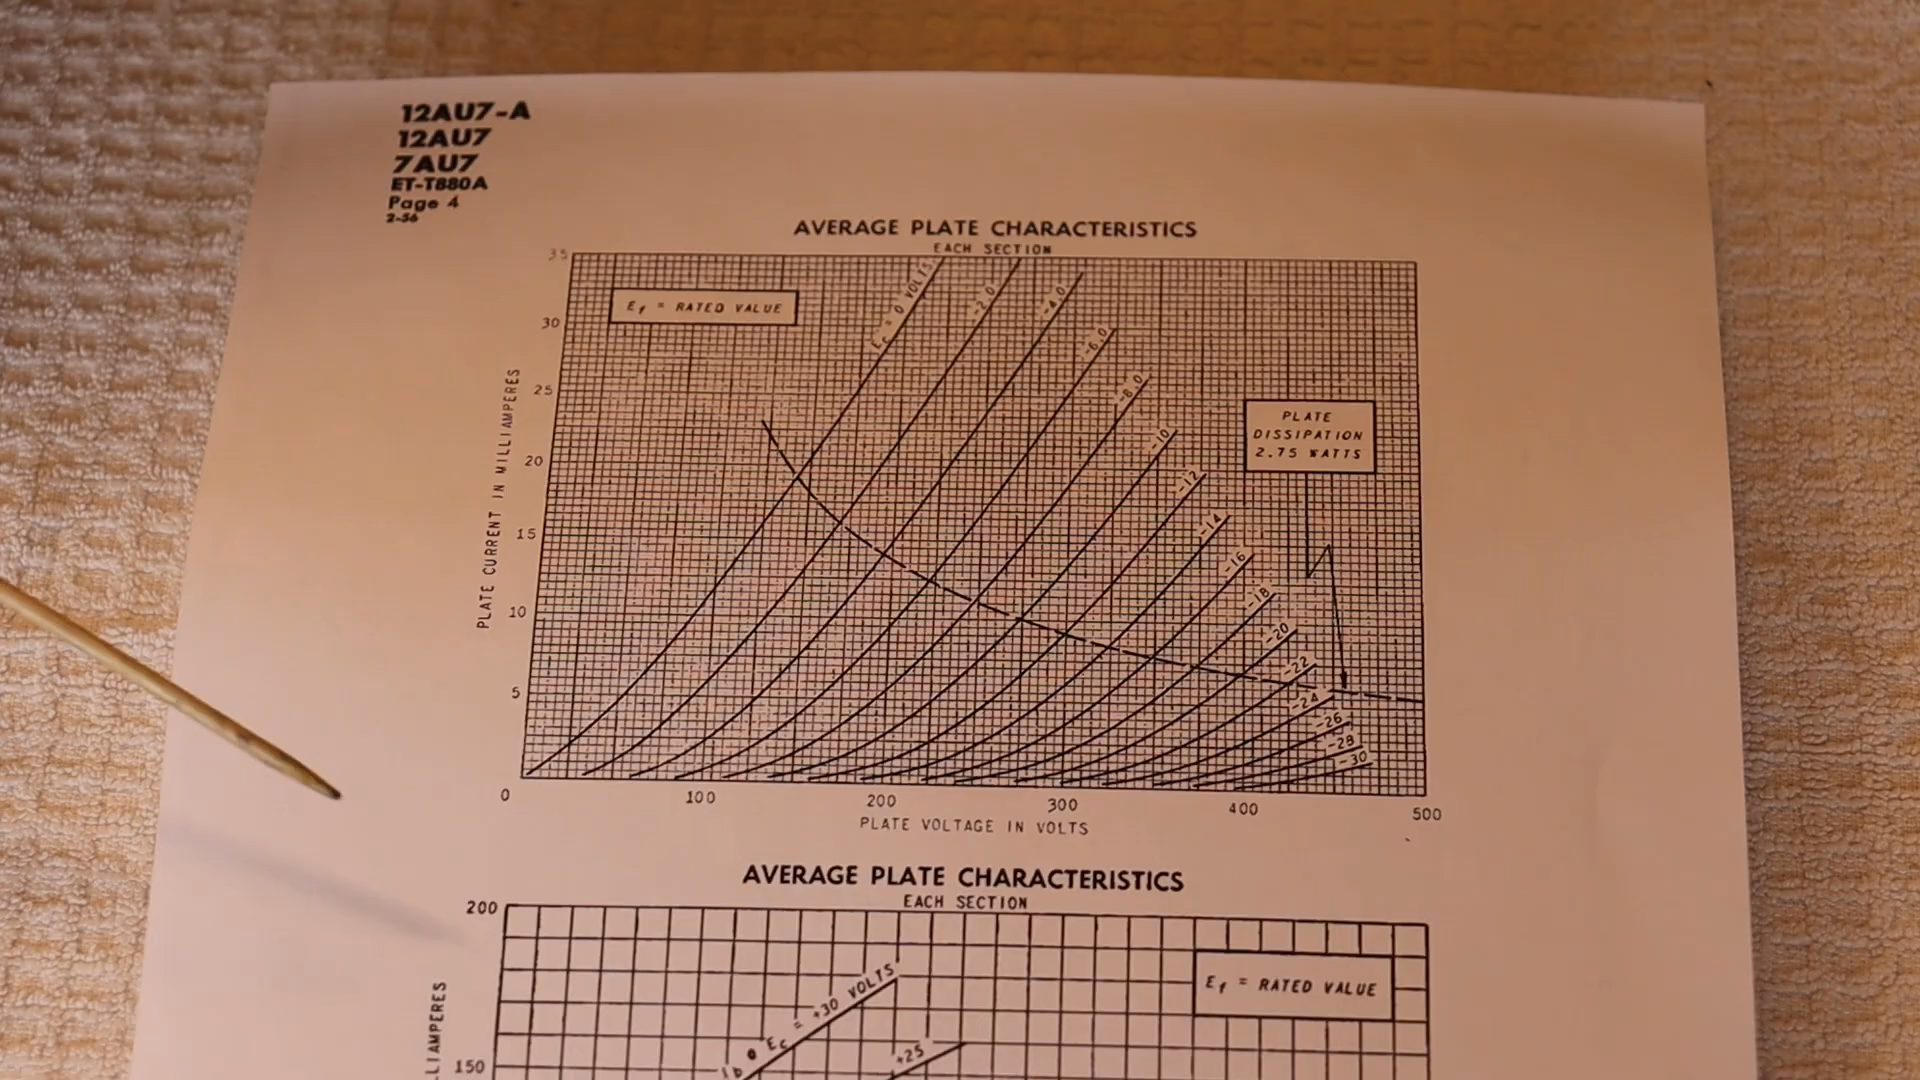 12AU7-A
12AU7
7AU7
ET-T880A
Page 4
2-56
AVERAGE PLATE CHARACTERISTICS
EACH SECTION
Ef = RATED VALUE
Ec = 0 VOLTS
-2.0
-4.0
-6.0
-8.0
-10
-12
-14
-16
-18
-20
-22
-24
-26
-28
-30
PLATE
DISSIPATION
2.75 WATTS
PLATE CURRENT IN MILLIAMPERES
35
30
25
20
15
10
5
0 100 200 300 400 500
PLATE VOLTAGE IN VOLTS
AVERAGE PLATE CHARACTERISTICS
EACH SECTION
200
150
Ef = RATED VALUE
Ib @ Ec = +30 VOLTS
+25
LLIAMPERES